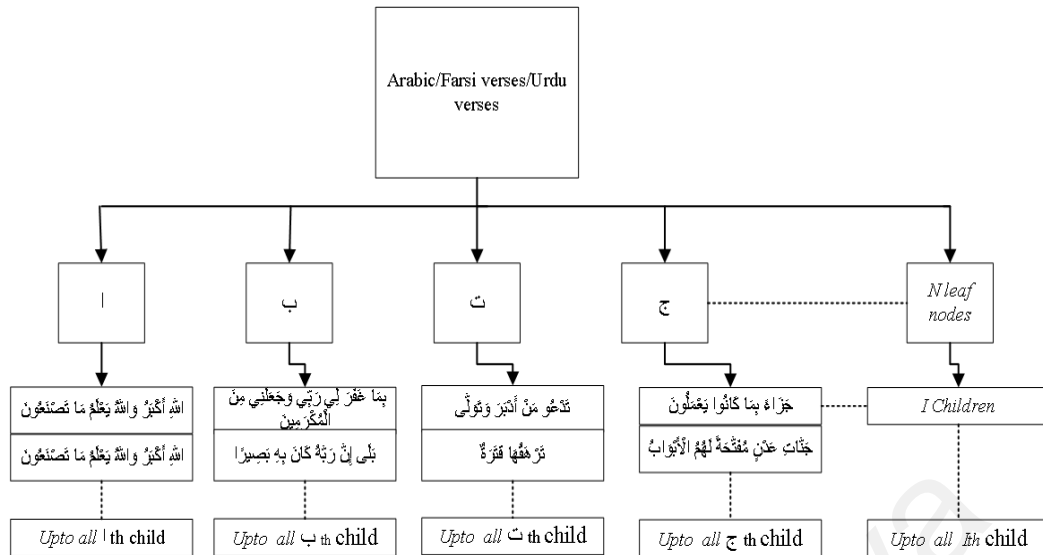 Arabic/Farsi verses/Urdu
verses
ا
ب
ت
ج
N leaf
nodes
اللهِ أَكْبَرُ وَاللهُ يَعْلَمُ مَا تَصْنَعُونَ
بِمَا غَفَرَ لِي رَبِّي وَجَعَلَنِي مِنَ
الْمُكْرَمِينَ
تَدْعُو مَنْ أَدْبَرَ وَتَوَلَّى
جَزَاءً بِمَا كَانُوا يَعْمَلُونَ
I Children
اللهِ أَكْبَرُ وَاللهُ يَعْلَمُ مَا تَصْنَعُونَ
بَلَى إِنَّ رَبَّهُ كَانَ بِهِ بَصِيرًا
تَرْهَقُهَا قَتَرَةٌ
جَنَّاتِ عَدْنٍ مُفَتَّحَةً لَهُمُ الْأَبْوَابُ
Upto all ا th child
Upto all ب th child
Upto all ت th child
Upto all ج th child
Upto all Ith child